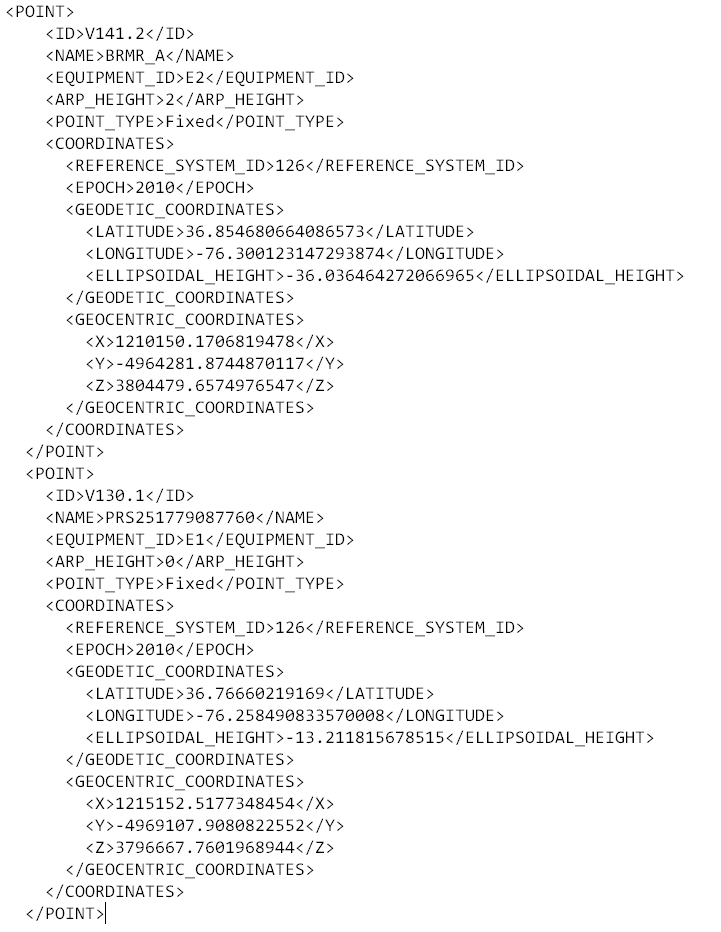 <POINT>
<ID>V141.2</ID>
<NAME>BRMR_A</NAME>
<EQUIPMENT_ID>E2</EQUIPMENT_ID>
<ARP_HEIGHT>2</ARP_HEIGHT>
<POINT_TYPE>Fixed</POINT_TYPE>
<COORDINATES>
<REFERENCE_SYSTEM_ID>126</REFERENCE_SYSTEM_ID>
<EPOCH>2010</EPOCH>
<GEODETIC_COORDINATES>
<LATITUDE>36.854680664086573</LATITUDE>
<LONGITUDE>-76.300123147293874</LONGITUDE>
<ELLIPSOIDAL_HEIGHT>-36.036464272066965</ELLIPSOIDAL_HEIGHT>
</GEODETIC_COORDINATES>
<GEOCENTRIC_COORDINATES>
<X>1210150.1706819478</X>
<Y>-4964281.8744870117</Y>
<Z>3804479.6574976547</Z>
</GEOCENTRIC_COORDINATES>
</COORDINATES>
</POINT>
<POINT>
<ID>V130.1</ID>
<NAME>PRS251779087760</NAME>
<EQUIPMENT_ID>E1</EQUIPMENT_ID>
<ARP_HEIGHT>0</ARP_HEIGHT>
<POINT_TYPE>Fixed</POINT_TYPE>
<COORDINATES>
<REFERENCE_SYSTEM_ID>126</REFERENCE_SYSTEM_ID>
<EPOCH>2010</EPOCH>
<GEODETIC_COORDINATES>
<LATITUDE>36.76660219169</LATITUDE>
<LONGITUDE>-76.258490833570008</LONGITUDE>
<ELLIPSOIDAL_HEIGHT>-13.211815678515</ELLIPSOIDAL_HEIGHT>
</GEODETIC_COORDINATES>
<GEOCENTRIC_COORDINATES>
<X>1215152.5177348454</X>
<Y>-4969107.9080822552</Y>
<Z>3796667.7601968944</Z>
</GEOCENTRIC_COORDINATES>
</COORDINATES>
</POINT>